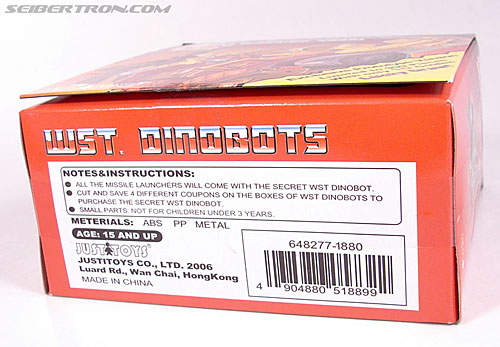 SEIBERTRON.COM
WST. DINOBOTS
NOTES&INSTRUCTIONS:
● ALL THE MISSILE LAUNCHERS WILL COME WITH THE SECRET WST DINOBOT.
● CUT AND SAVE 4 DIFFERENT COUPONS ON THE BOXES OF WST DINOBOTS TO
PURCHASE THE SECRET WST DINOBOT.
● SMALL PARTS. NOT FOR CHILDREN UNDER 3 YEARS.
METERIALS: ABS PP METAL
AGE: 15 AND UP
JUSTITOYS
JUSTITOYS CO., LTD. 2006
Luard Rd., Wan Chai, HongKong
MADE IN CHINA
648277-1880
4 904880 518899